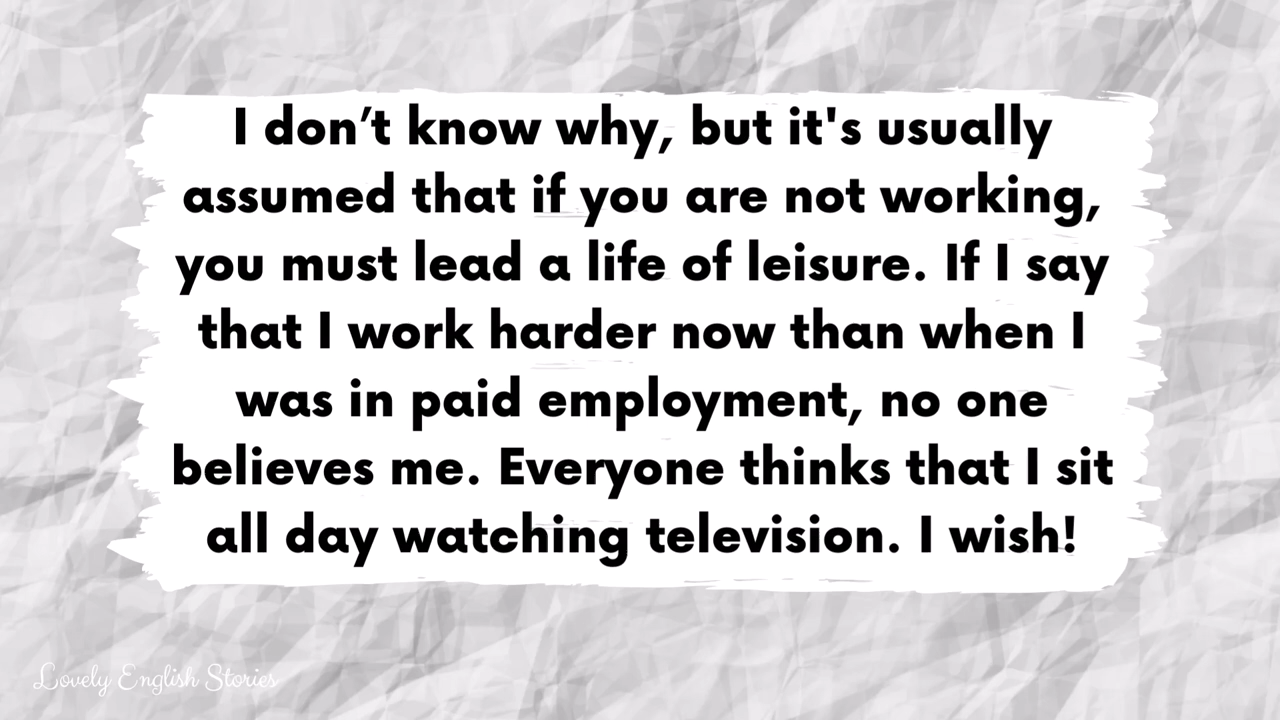 I don’t know why, but it's usually
assumed that if you are not working,
you must lead a life of leisure. If I say
that I work harder now than when I
was in paid employment, no one
believes me. Everyone thinks that I sit
all day watching television. I wish!
Lovely English Stories